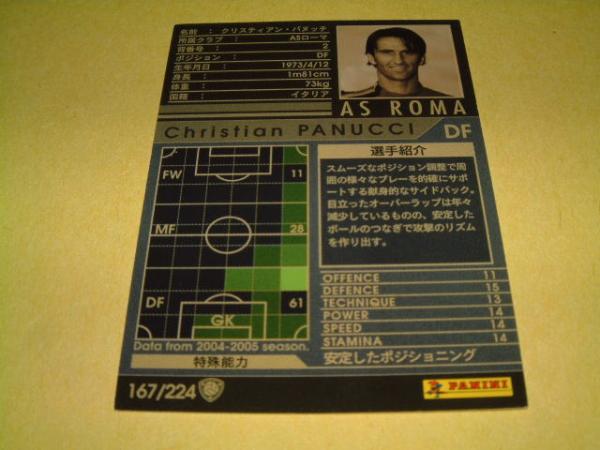 名前 : クリスティアン・パヌッチ
所属クラブ : ASローマ
背番号 : 2
ポジション : DF
生年月日 : 1973/4/12
身長 : 1m81cm
体重 : 73kg
国籍 : イタリア
AS ROMA
Christian PANUCCI DF
選手紹介
スムーズなポジション調整で周
囲の様々なプレーを的確にサポ
ートする献身的なサイドバック。
目立ったオーバーラップは年々
減少しているものの、安定した
ボールのつなぎで攻撃のリズム
を作り出す。
FW 11
MF 28
DF 61
GK
Data from 2004-2005 season.
OFFENCE 11
DEFENCE 15
TECHNIQUE 13
POWER 14
SPEED 14
STAMINA 14
特殊能力 安定したポジショニング
167/224
PANINI